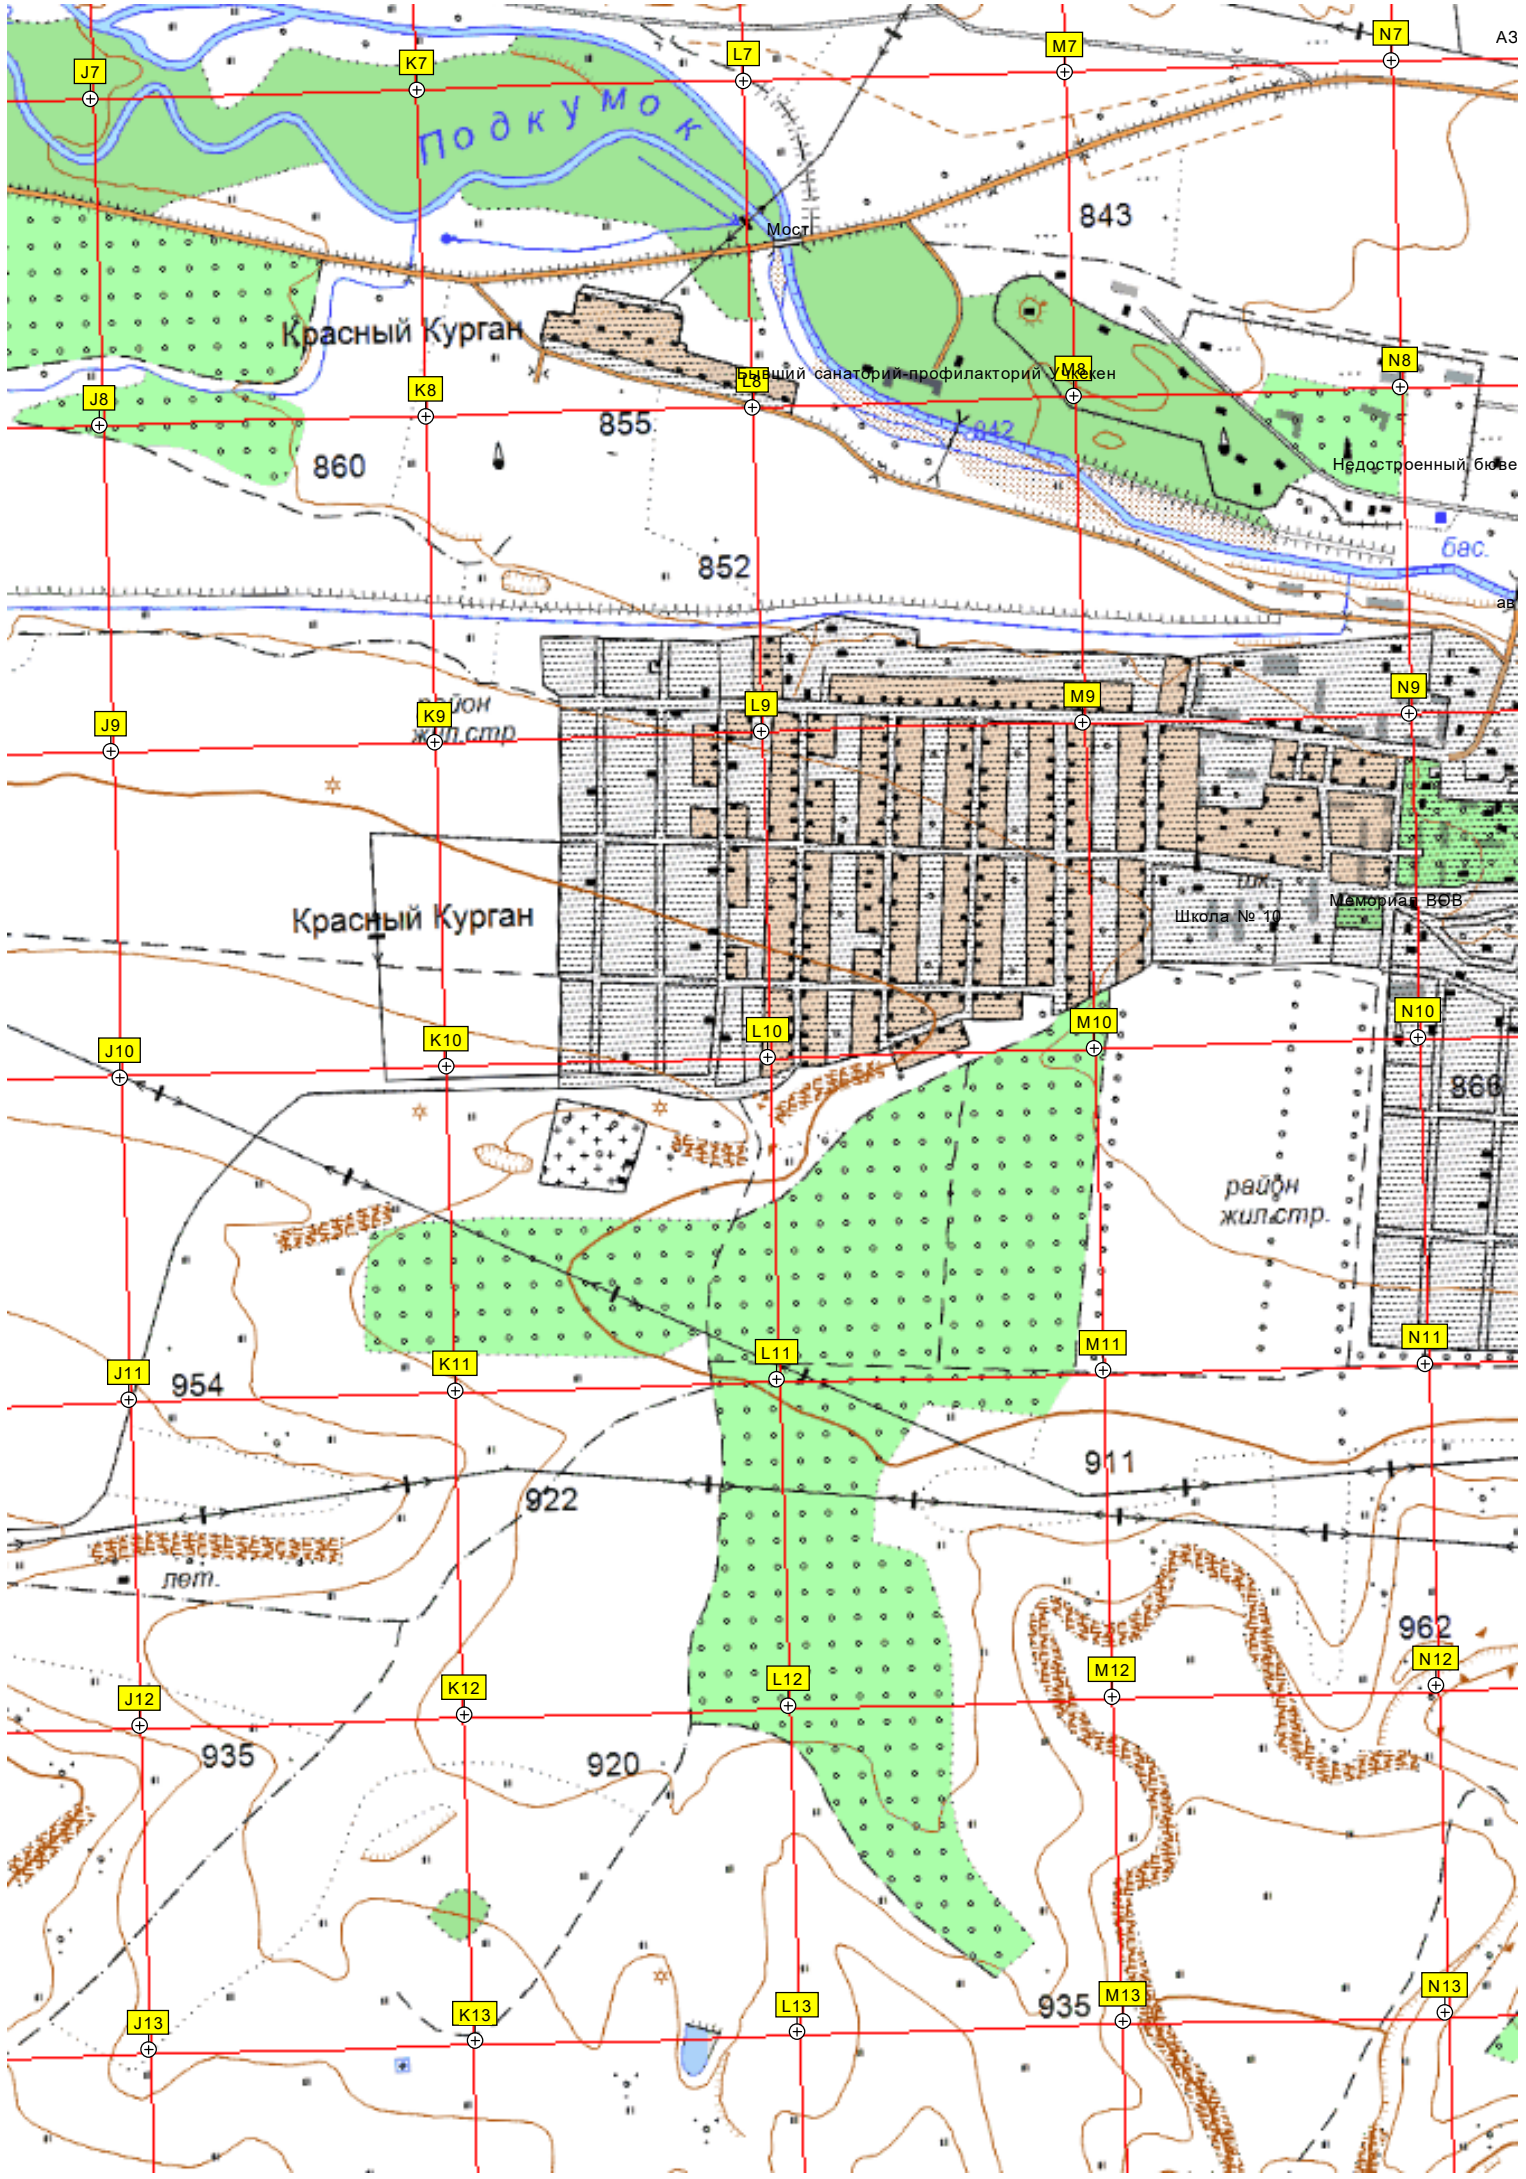 N7
АЗ
M7
L7
K7
J7
Подкумок
843
Мост
Красный Курган
N8
M8
Бывший санаторий-профилакторий Учкекен
L8
K8
J8
855
842
860
Недостроенный бюве
бас.
852
ав
район
жил.стр
N9
M9
L9
K9
J9
шк.
Мемориал ВОВ
Школа № 10
Красный Курган
N10
M10
L10
K10
J10
866
район
жил.стр.
N11
M11
L11
K11
J11
954
911
922
лет.
962
N12
M12
L12
K12
J12
935
920
N13
M13
935
L13
K13
J13